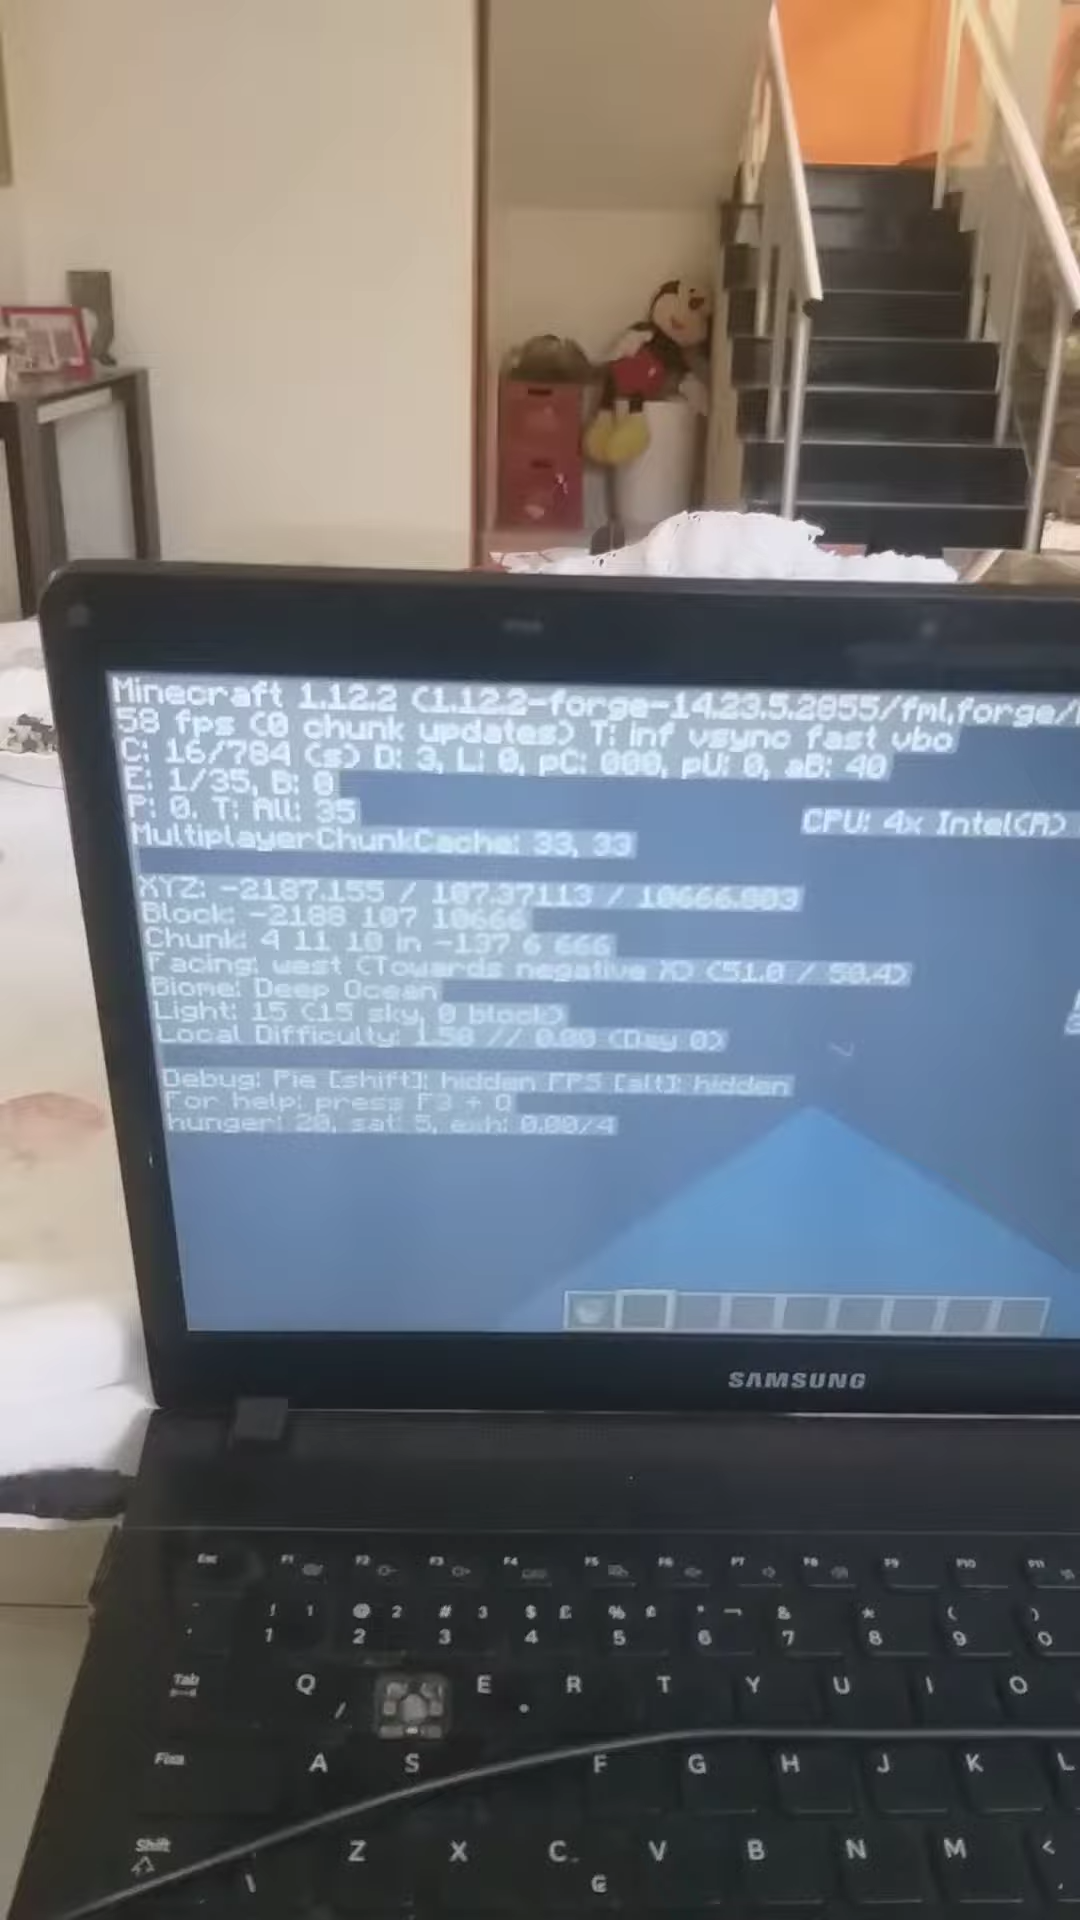 Minecraft 1.12.2 (1.12.2-forge-14.23.5.2855/fml,forge/
58 fps (0 chunk updates) T: inf vsync fast vbo
C: 16/784 (s) D: 3, L: 0, pC: 000, pU: 0, aB: 40
E: 1/35, B: 0
P: 0. T: All: 35
CPU: 4x Intel(R)
MultiplayerChunkCache: 33, 33
XYZ: -2187.155 / 107.37113 / 10666.803
Block: -2188 107 10666
Chunk: 4 11 10 in -137 6 666
Facing: west (Towards negative X) (51.0 / 50.4)
Biome: Deep Ocean
Light: 15 (15 sky, 0 block)
Local Difficulty: 1.50 // 0.00 (Day 0)
Debug: Pie [shift]: hidden FPS [alt]: hidden
For help: press F3 + Q
hunger: 20, sat: 5, exh: 0.00/4
SAMSUNG
Esc F1 F2 F3 F4 F5 F6 F7 F8 F9 F10 F11
! 1 @ 2 # 3 $ £ % ¢ ¨ ¬ & * ( )
1 2 3 4 5 6 7 8 9 0
Tab Q E R T Y U I O
/ °
Fixa A S F G H J K L
Shift Z X C V B N M <
\ ₢ .